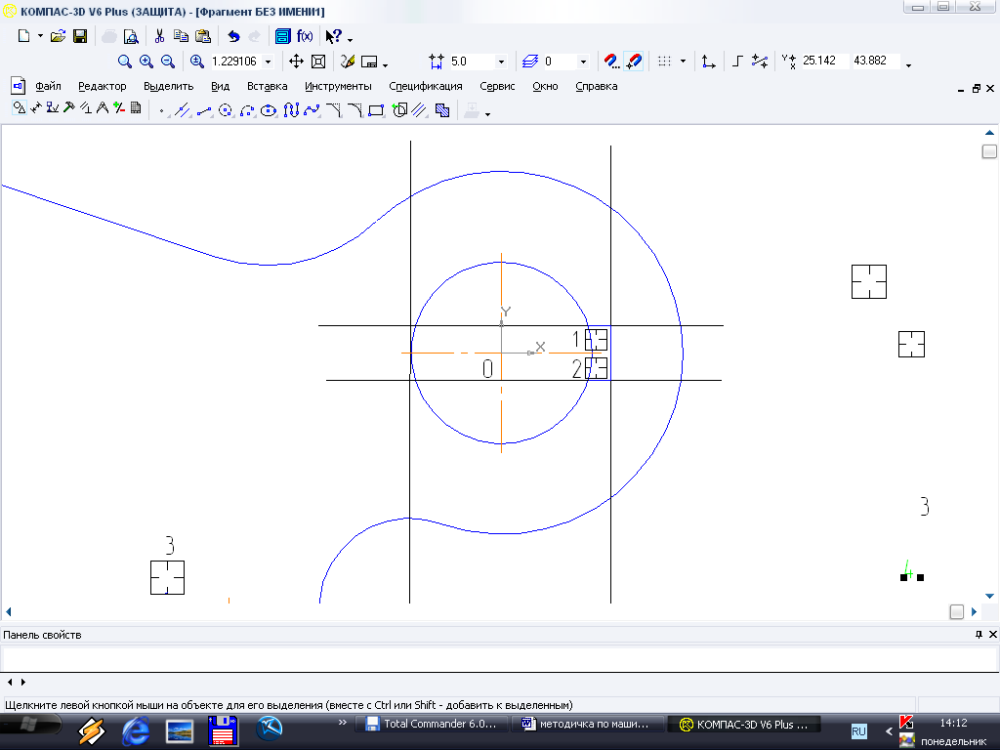 КОМПАС-3D V6 Plus (ЗАЩИТА) - [Фрагмент БЕЗ ИМЕНИ1]
f(x) ?
1.229106 5.0 0 Y X 25.142 43.882
Файл Редактор Выделить Вид Вставка Инструменты Спецификация Сервис Окно Справка
Y
1 X
0 2
3
3
4
Панель свойств
Щелкните левой кнопкой мыши на объекте для его выделения (вместе с Ctrl или Shift - добавить к выделенным)
Total Commander 6.0... методичка по маши... КОМПАС-3D V6 Plus ... RU 14:12
понедельник